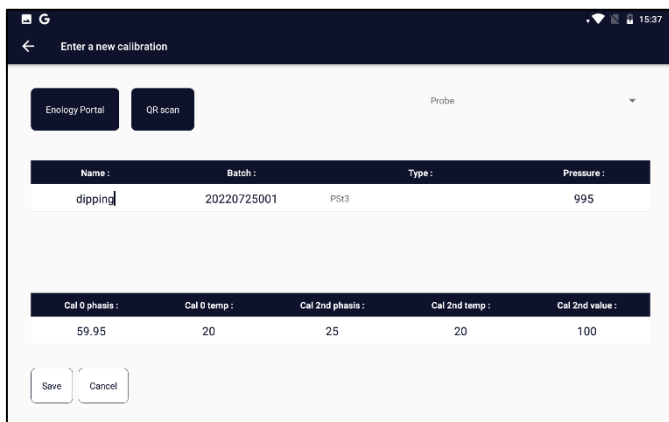 G 15:37
Enter a new calibration
Enology Portal QR scan Probe
Name : Batch : Type : Pressure :
dipping 20220725001 PSt3 995
Cal 0 phasis : Cal 0 temp : Cal 2nd phasis : Cal 2nd temp : Cal 2nd value :
59.95 20 25 20 100
Save Cancel